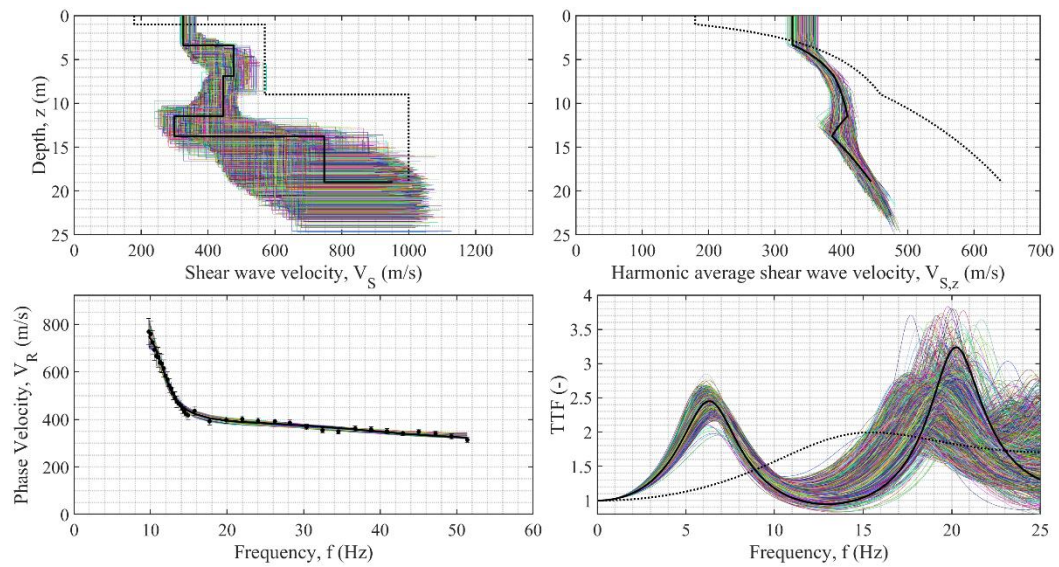 0
5
10
15
20
25
Depth, z (m)
0 200 400 600 800 1000 1200
Shear wave velocity, V_S (m/s)
0
5
10
15
20
25
0 100 200 300 400 500 600 700
Harmonic average shear wave velocity, V_S,z (m/s)
800
600
400
200
0
Phase Velocity, V_R (m/s)
0 10 20 30 40 50 60
Frequency, f (Hz)
4
3.5
3
2.5
2
1.5
1
TTF (-)
0 5 10 15 20 25
Frequency, f (Hz)